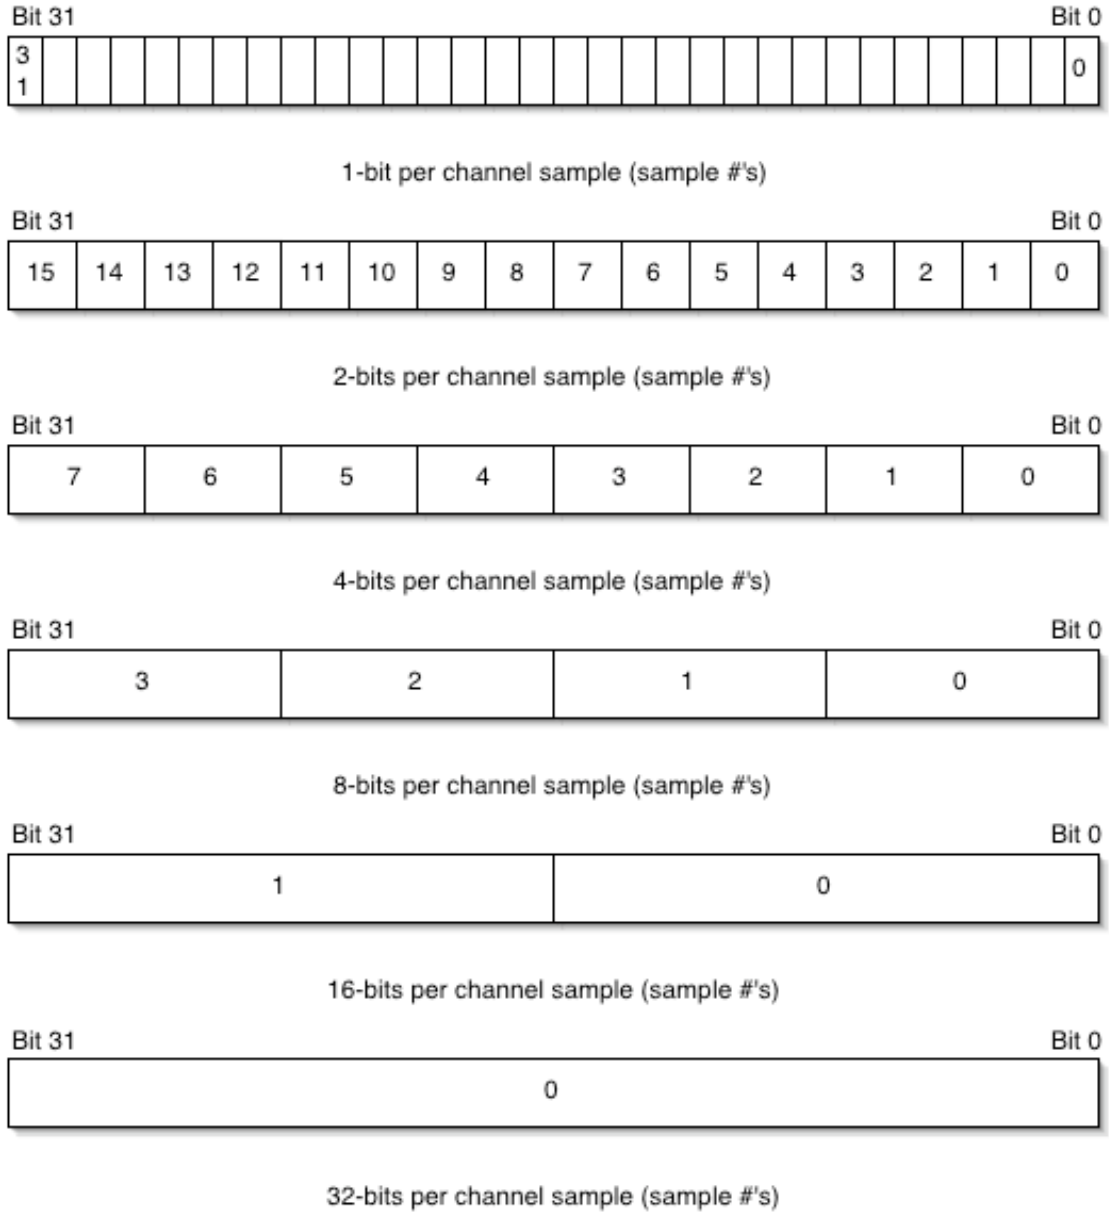 Bit 31 Bit 0
3
1 0
1-bit per channel sample (sample #'s)
Bit 31 Bit 0
15 14 13 12 11 10 9 8 7 6 5 4 3 2 1 0
2-bits per channel sample (sample #'s)
Bit 31 Bit 0
7 6 5 4 3 2 1 0
4-bits per channel sample (sample #'s)
Bit 31 Bit 0
3 2 1 0
8-bits per channel sample (sample #'s)
Bit 31 Bit 0
1 0
16-bits per channel sample (sample #'s)
Bit 31 Bit 0
0
32-bits per channel sample (sample #'s)